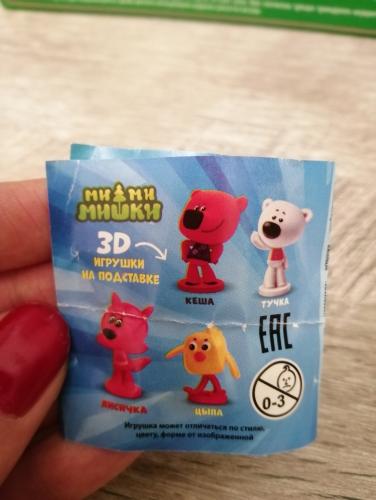 МИ МИ
МИШКИ
3D
ИГРУШКИ
НА ПОДСТАВКЕ
КЕША
ТУЧКА
EAC
ЛИСИЧКА
ЦЫПА
0-3
Игрушка может отличаться по стилю,
цвету, форме от изображенной